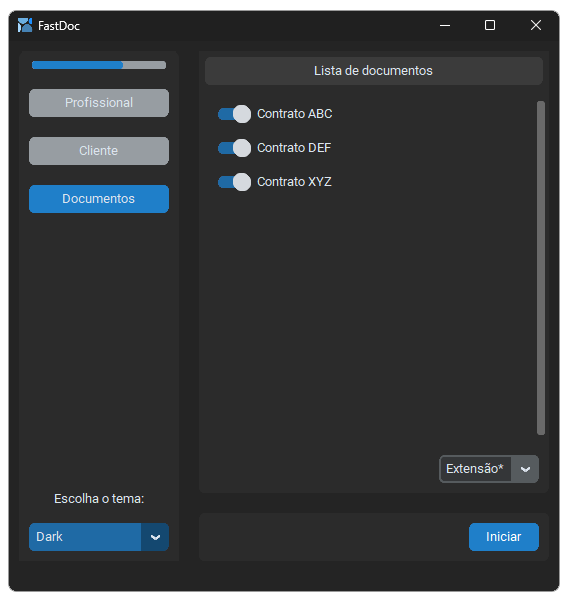 FastDoc
Profissional
Cliente
Documentos
Escolha o tema:
Dark
Lista de documentos
Contrato ABC
Contrato DEF
Contrato XYZ
Extensão*
Iniciar